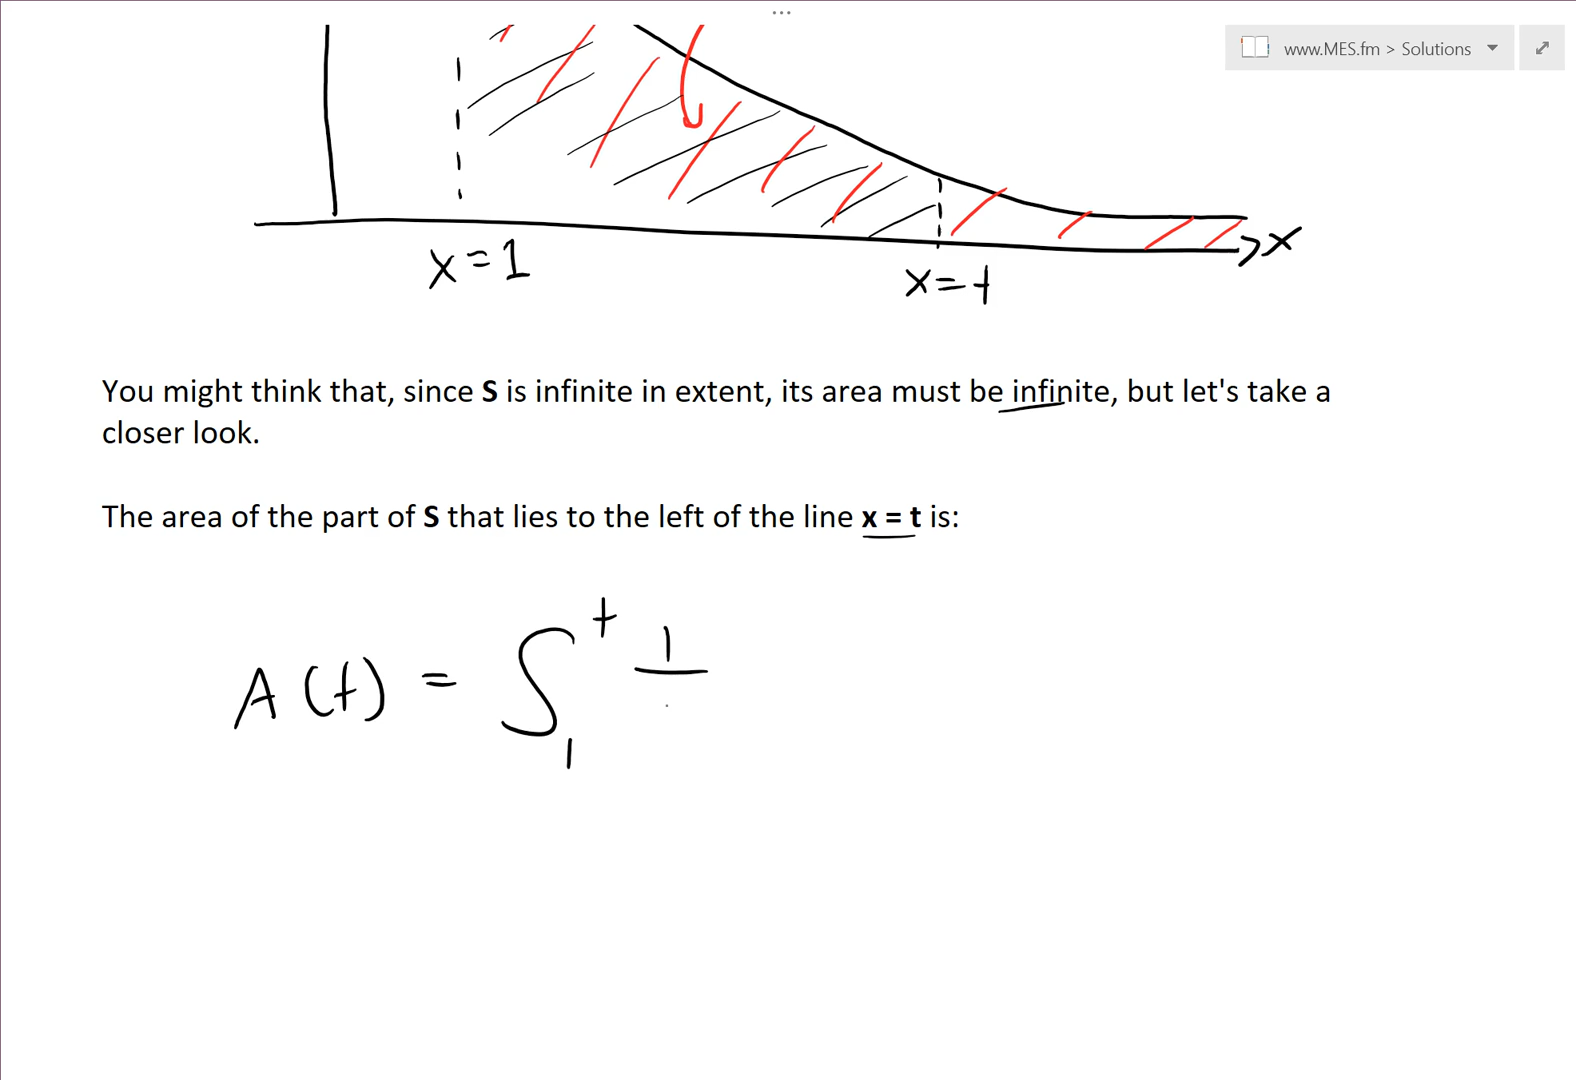 www.MES.fm > Solutions
x
x = 1
x = t
You might think that, since S is infinite in extent, its area must be infinite, but let's take a
closer look.
The area of the part of S that lies to the left of the line x = t is:
A(t) = ∫₁ᵗ 1/